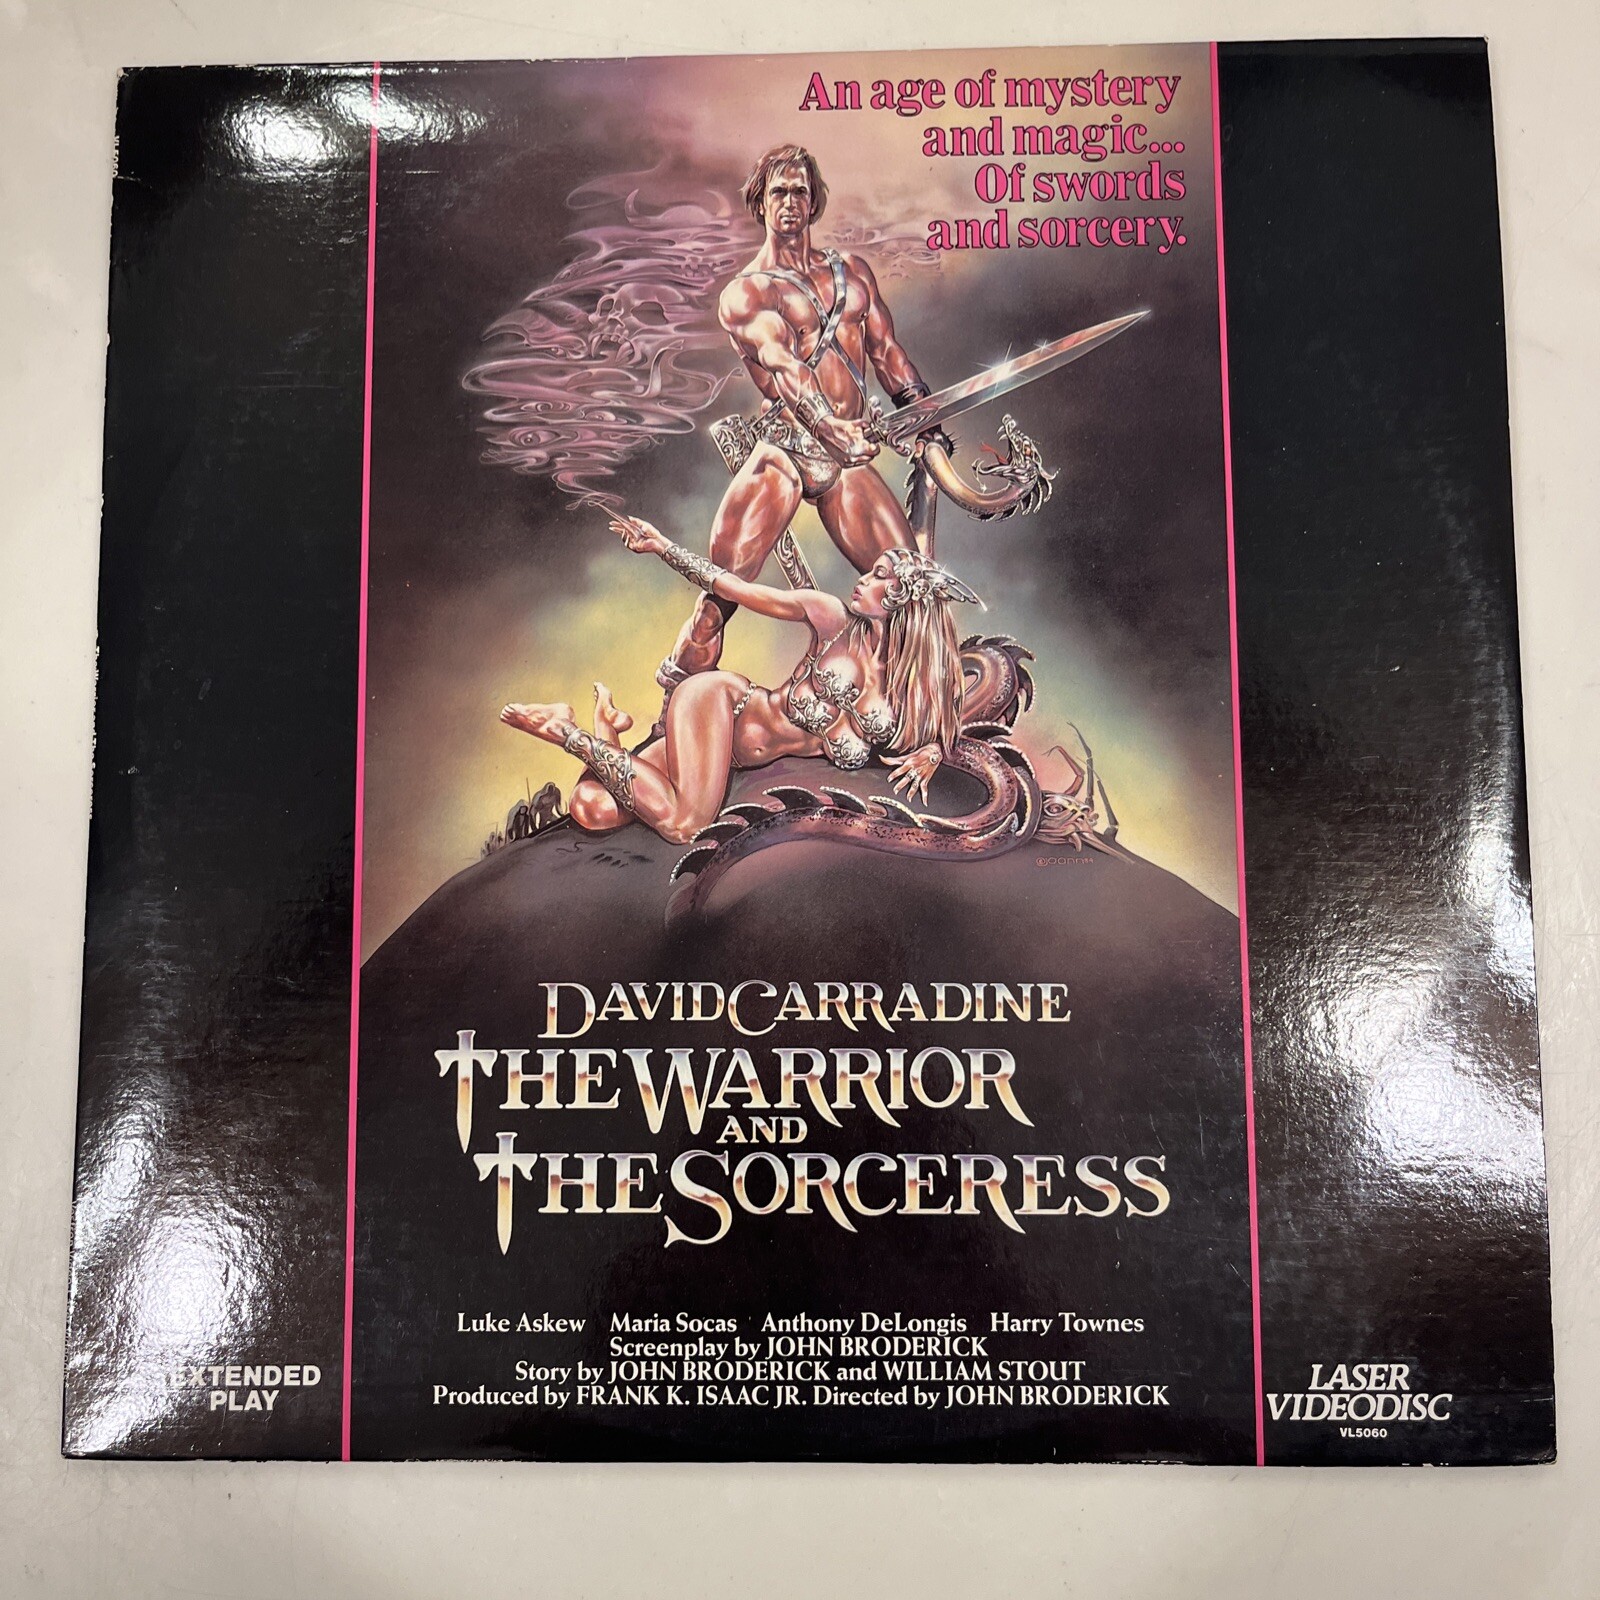 An age of mystery
and magic...
Of swords
and sorcery.
DAVID CARRADINE
THE WARRIOR
AND
THE SORCERESS
Luke Askew Maria Socas Anthony DeLongis Harry Townes
Screenplay by JOHN BRODERICK
Story by JOHN BRODERICK and WILLIAM STOUT
Produced by FRANK K. ISAAC JR. Directed by JOHN BRODERICK
EXTENDED
PLAY
LASER
VIDEODISC
VL5060